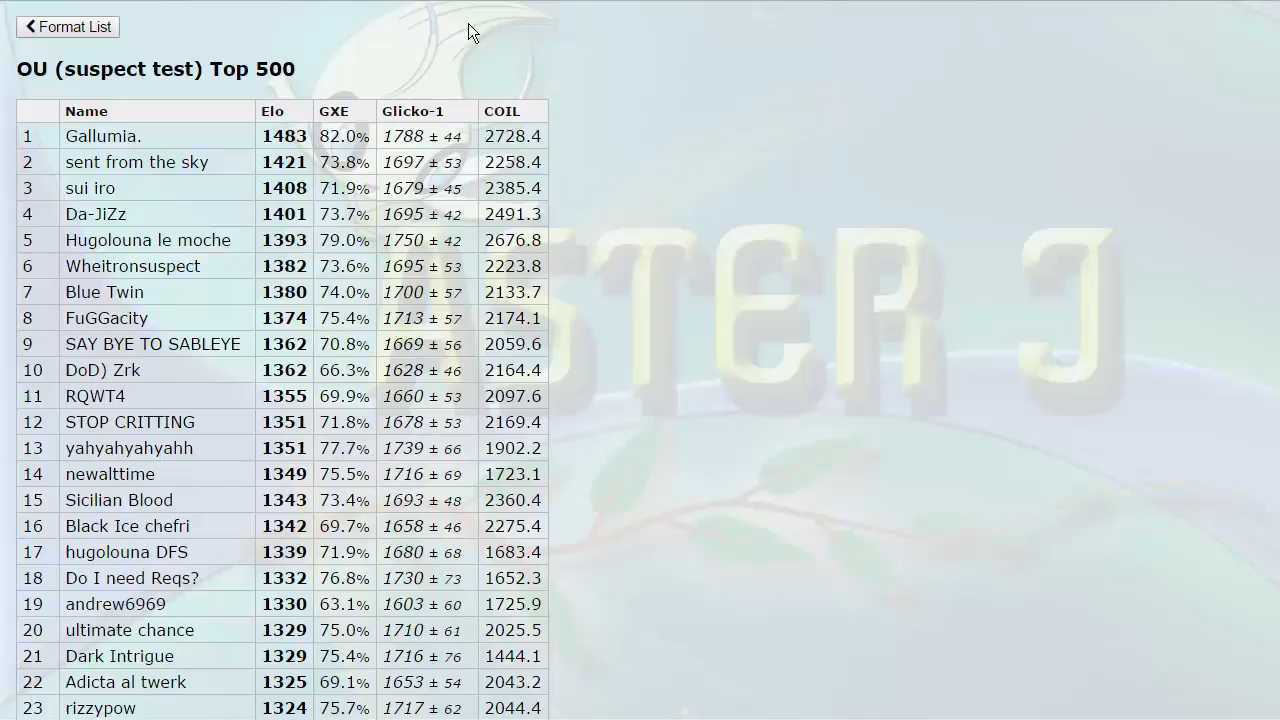 Format List
OU (suspect test) Top 500
Name Elo GXE Glicko-1 COIL
1 Gallumia. 1483 82.0% 1788 ± 44 2728.4
2 sent from the sky 1421 73.8% 1697 ± 53 2258.4
3 sui iro 1408 71.9% 1679 ± 45 2385.4
4 Da-JiZz 1401 73.7% 1695 ± 42 2491.3
5 Hugolouna le moche 1393 79.0% 1750 ± 42 2676.8
6 Wheitronsuspect 1382 73.6% 1695 ± 53 2223.8
7 Blue Twin 1380 74.0% 1700 ± 57 2133.7
8 FuGGacity 1374 75.4% 1713 ± 57 2174.1
9 SAY BYE TO SABLEYE 1362 70.8% 1669 ± 56 2059.6
10 DoD) Zrk 1362 66.3% 1628 ± 46 2164.4
11 RQWT4 1355 69.9% 1660 ± 53 2097.6
12 STOP CRITTING 1351 71.8% 1678 ± 53 2169.4
13 yahyahyahyahh 1351 77.7% 1739 ± 66 1902.2
14 newalttime 1349 75.5% 1716 ± 69 1723.1
15 Sicilian Blood 1343 73.4% 1693 ± 48 2360.4
16 Black Ice chefri 1342 69.7% 1658 ± 46 2275.4
17 hugolouna DFS 1339 71.9% 1680 ± 68 1683.4
18 Do I need Reqs? 1332 76.8% 1730 ± 73 1652.3
19 andrew6969 1330 63.1% 1603 ± 60 1725.9
20 ultimate chance 1329 75.0% 1710 ± 61 2025.5
21 Dark Intrigue 1329 75.4% 1716 ± 76 1444.1
22 Adicta al twerk 1325 69.1% 1653 ± 54 2043.2
23 rizzypow 1324 75.7% 1717 ± 62 2044.4
ASTER J